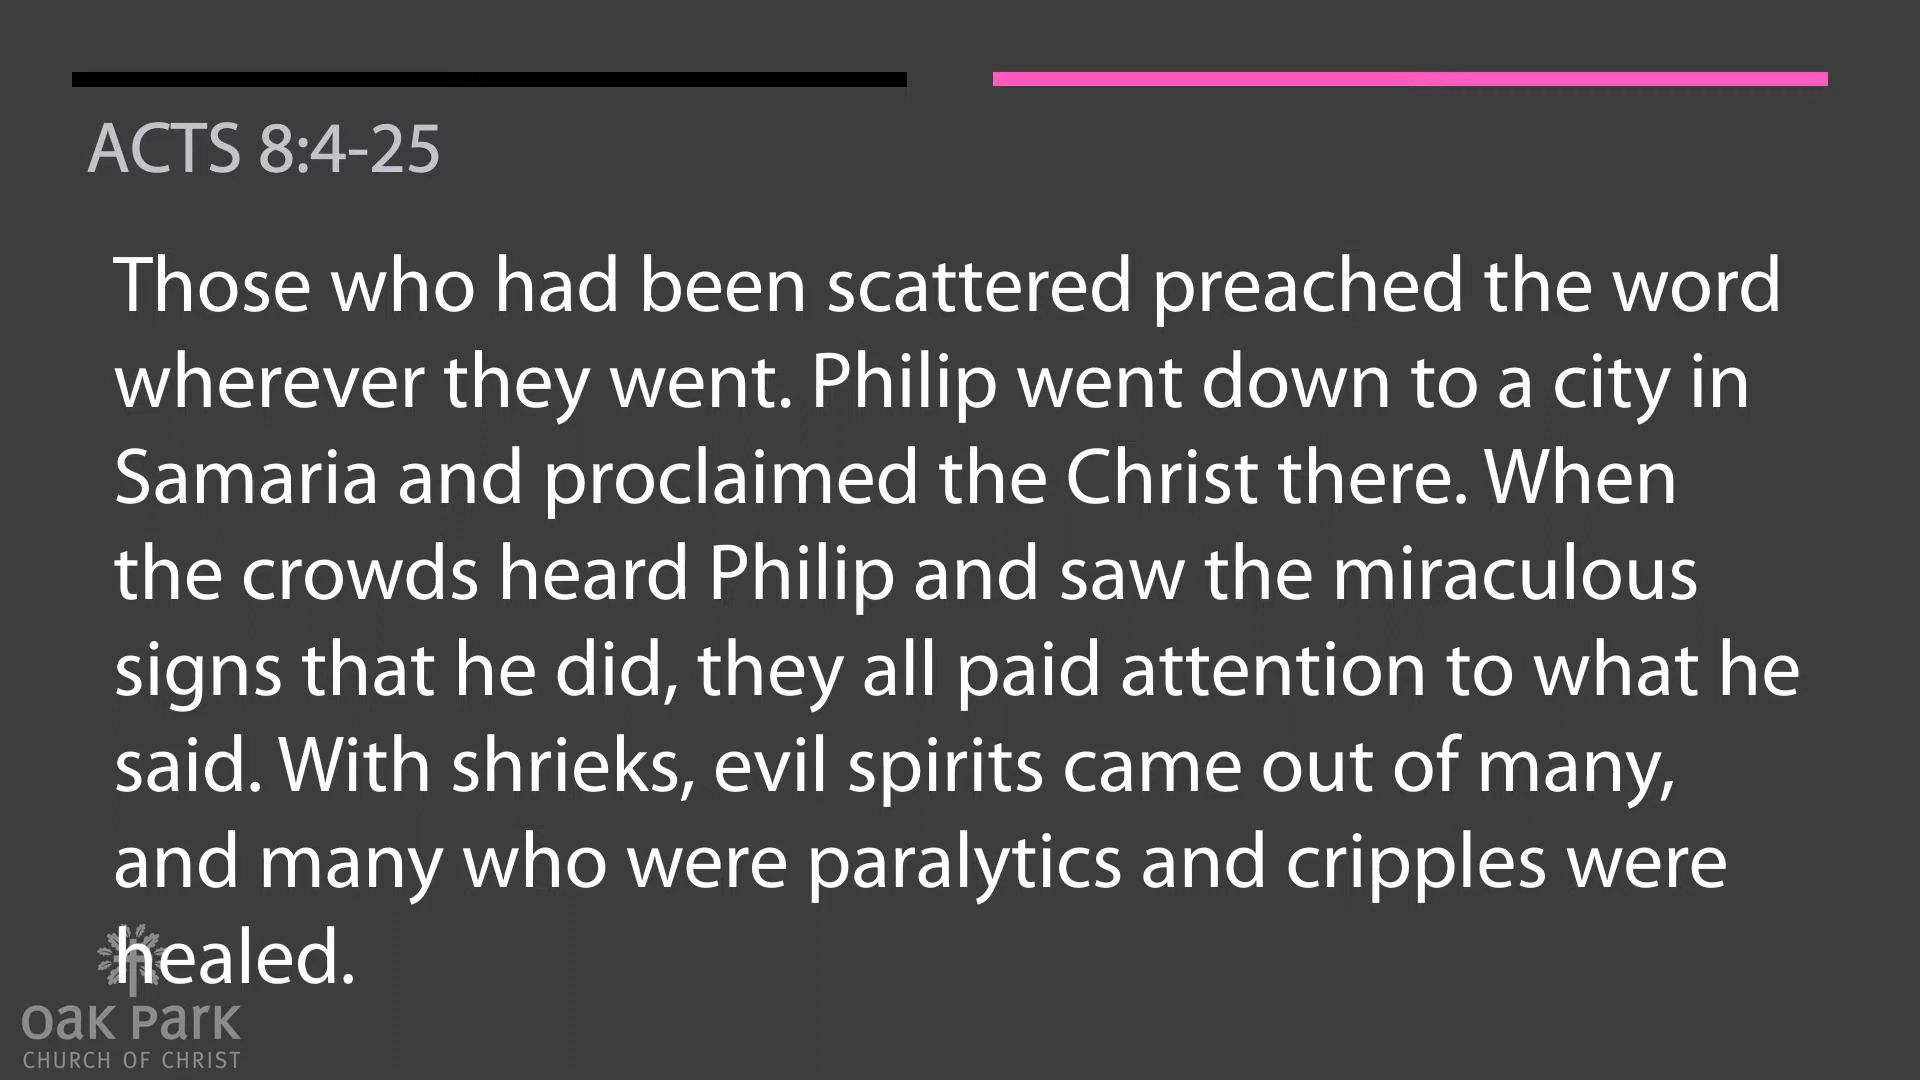 ACTS 8:4-25
Those who had been scattered preached the word
wherever they went. Philip went down to a city in
Samaria and proclaimed the Christ there. When
the crowds heard Philip and saw the miraculous
signs that he did, they all paid attention to what he
said. With shrieks, evil spirits came out of many,
and many who were paralytics and cripples were
healed.
OAK PARK
CHURCH OF CHRIST